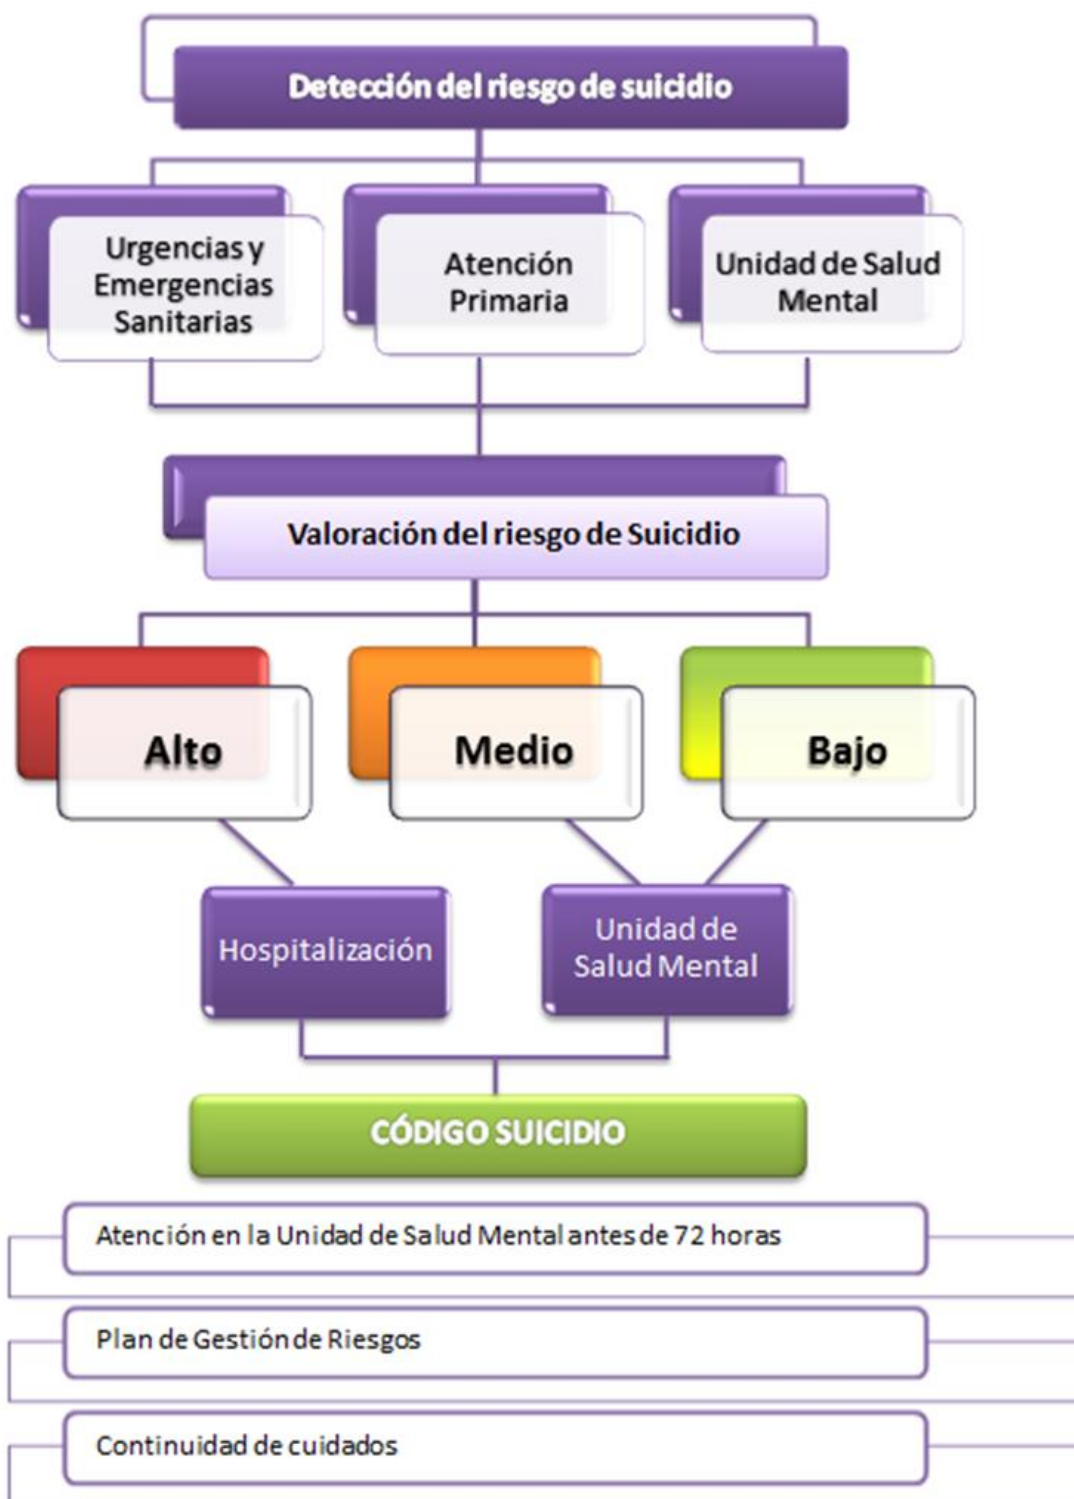 Detección del riesgo de suicidio
Urgencias y
Emergencias
Sanitarias
Atención
Primaria
Unidad de Salud
Mental
Valoración del riesgo de Suicidio
Alto
Medio
Bajo
Hospitalización
Unidad de
Salud Mental
CÓDIGO SUICIDIO
Atención en la Unidad de Salud Mental antes de 72 horas
Plan de Gestión de Riesgos
Continuidad de cuidados